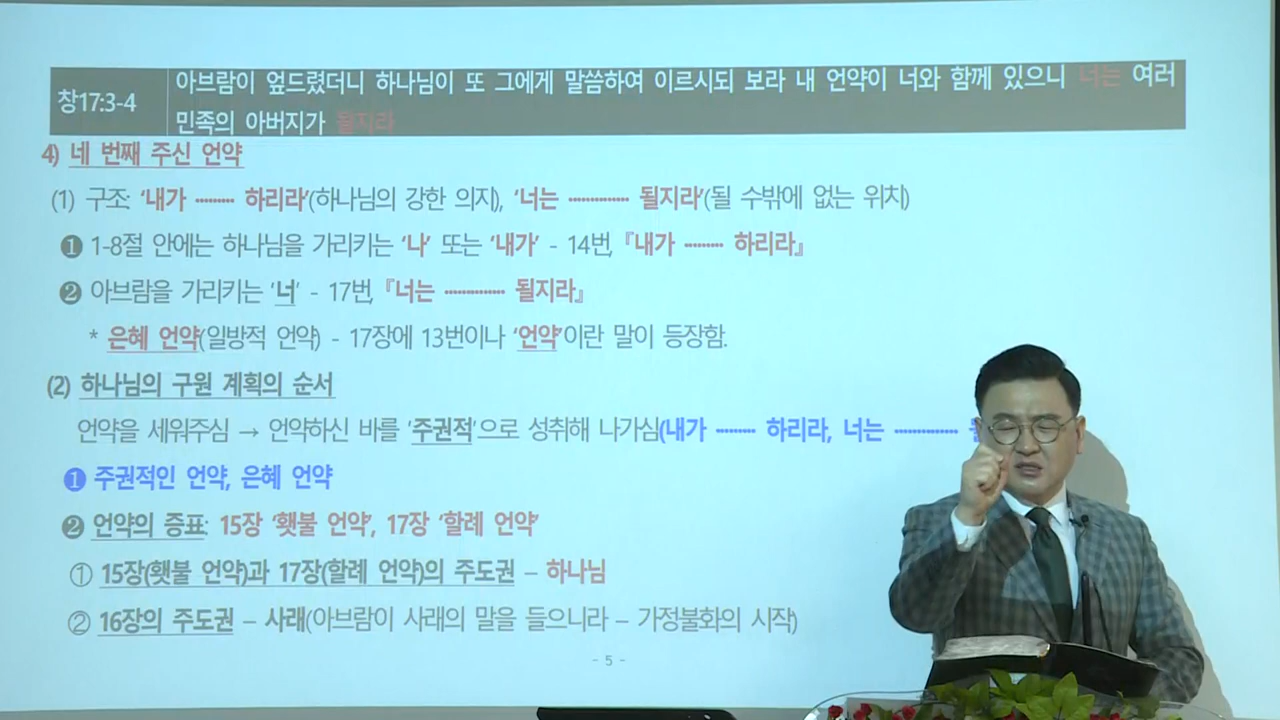 창17:3-4
아브람이 엎드렸더니 하나님이 또 그에게 말씀하여 이르시되 보라 내 언약이 너와 함께 있으니 너는 여러
민족의 아버지가 될지라
4) 네 번째 주신 언약
(1) 구조: ‘내가 ········ 하리라’(하나님의 강한 의지), ‘너는 ············· 될지라’(될 수밖에 없는 위치)
❶ 1-8절 안에는 하나님을 가리키는 ‘나’ 또는 ‘내가’ - 14번, 『내가 ········ 하리라』
❷ 아브람을 가리키는 ‘너’ - 17번, 『너는 ············· 될지라』
* 은혜 언약(일방적 언약) - 17장에 13번이나 ‘언약’이란 말이 등장함.
(2) 하나님의 구원 계획의 순서
언약을 세워주심 → 언약하신 바를 ‘주권적’으로 성취해 나가심(내가 ········ 하리라, 너는 ·············
❶ 주권적인 언약, 은혜 언약
❷ 언약의 증표: 15장 ‘횃불 언약’, 17장 ‘할례 언약’
① 15장(횃불 언약)과 17장(할례 언약)의 주도권 – 하나님
② 16장의 주도권 – 사래(아브람이 사래의 말을 들으니라 – 가정불화의 시작)
- 5 -